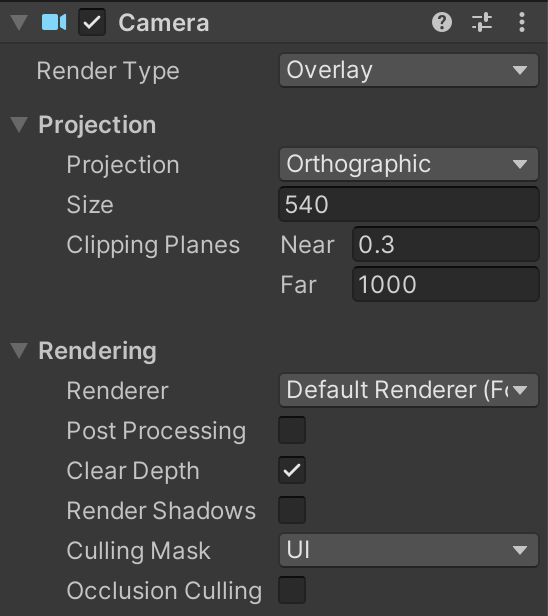 Camera
Render Type Overlay
Projection
Projection Orthographic
Size 540
Clipping Planes Near 0.3
Far 1000
Rendering
Renderer Default Renderer (Fo
Post Processing
Clear Depth
Render Shadows
Culling Mask UI
Occlusion Culling